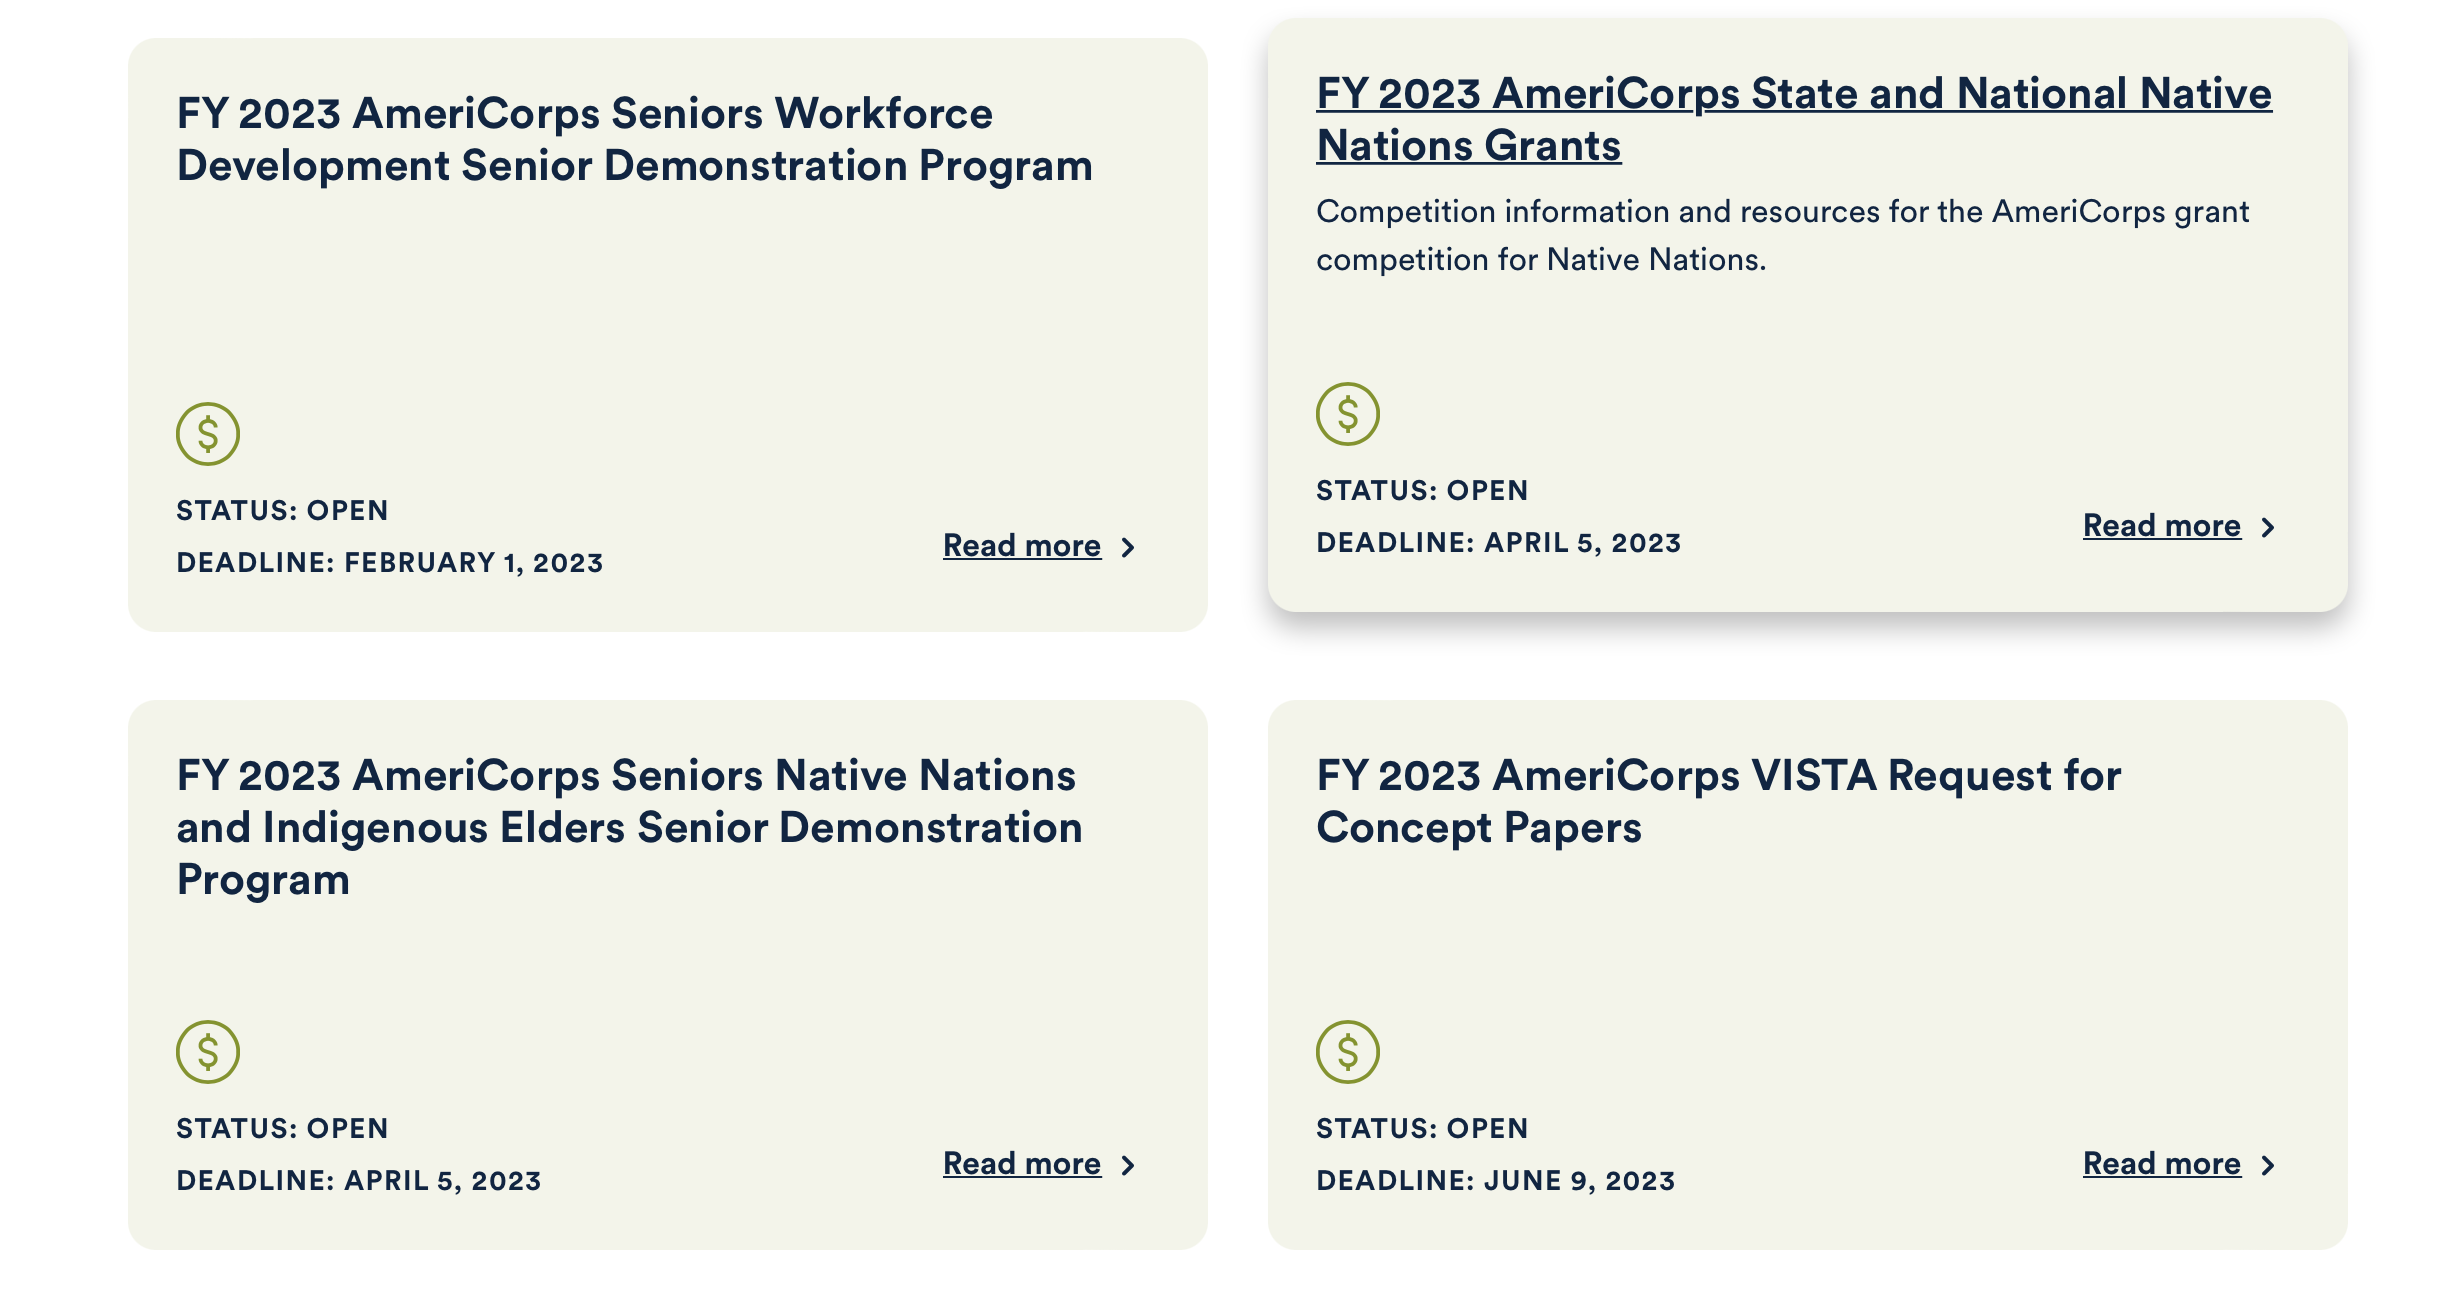 FY 2023 AmeriCorps Seniors Workforce
Development Senior Demonstration Program
STATUS: OPEN
DEADLINE: FEBRUARY 1, 2023
Read more
FY 2023 AmeriCorps State and National Native
Nations Grants
Competition information and resources for the AmeriCorps grant
competition for Native Nations.
STATUS: OPEN
DEADLINE: APRIL 5, 2023
Read more
FY 2023 AmeriCorps Seniors Native Nations
and Indigenous Elders Senior Demonstration
Program
STATUS: OPEN
DEADLINE: APRIL 5, 2023
Read more
FY 2023 AmeriCorps VISTA Request for
Concept Papers
STATUS: OPEN
DEADLINE: JUNE 9, 2023
Read more